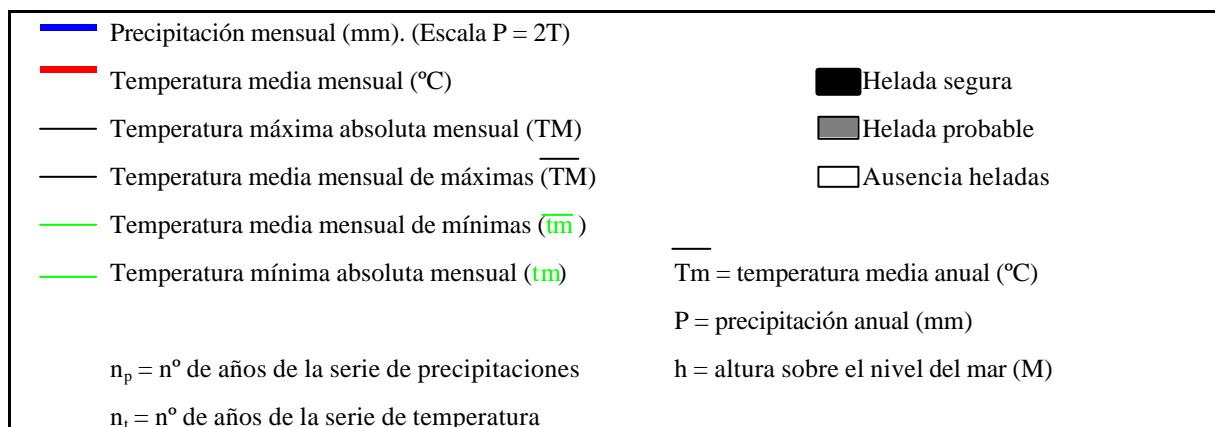 Precipitación mensual (mm). (Escala P = 2T)
Temperatura media mensual (ºC)
Helada segura
Temperatura máxima absoluta mensual (TM)
Helada probable
Temperatura media mensual de máximas (T̅M̅)
Ausencia heladas
Temperatura media mensual de mínimas (t̅m̅ )
Temperatura mínima absoluta mensual (tm)
T̅m̅ = temperatura media anual (ºC)
P = precipitación anual (mm)
nₚ = nº de años de la serie de precipitaciones
h = altura sobre el nivel del mar (M)
nₜ = nº de años de la serie de temperatura